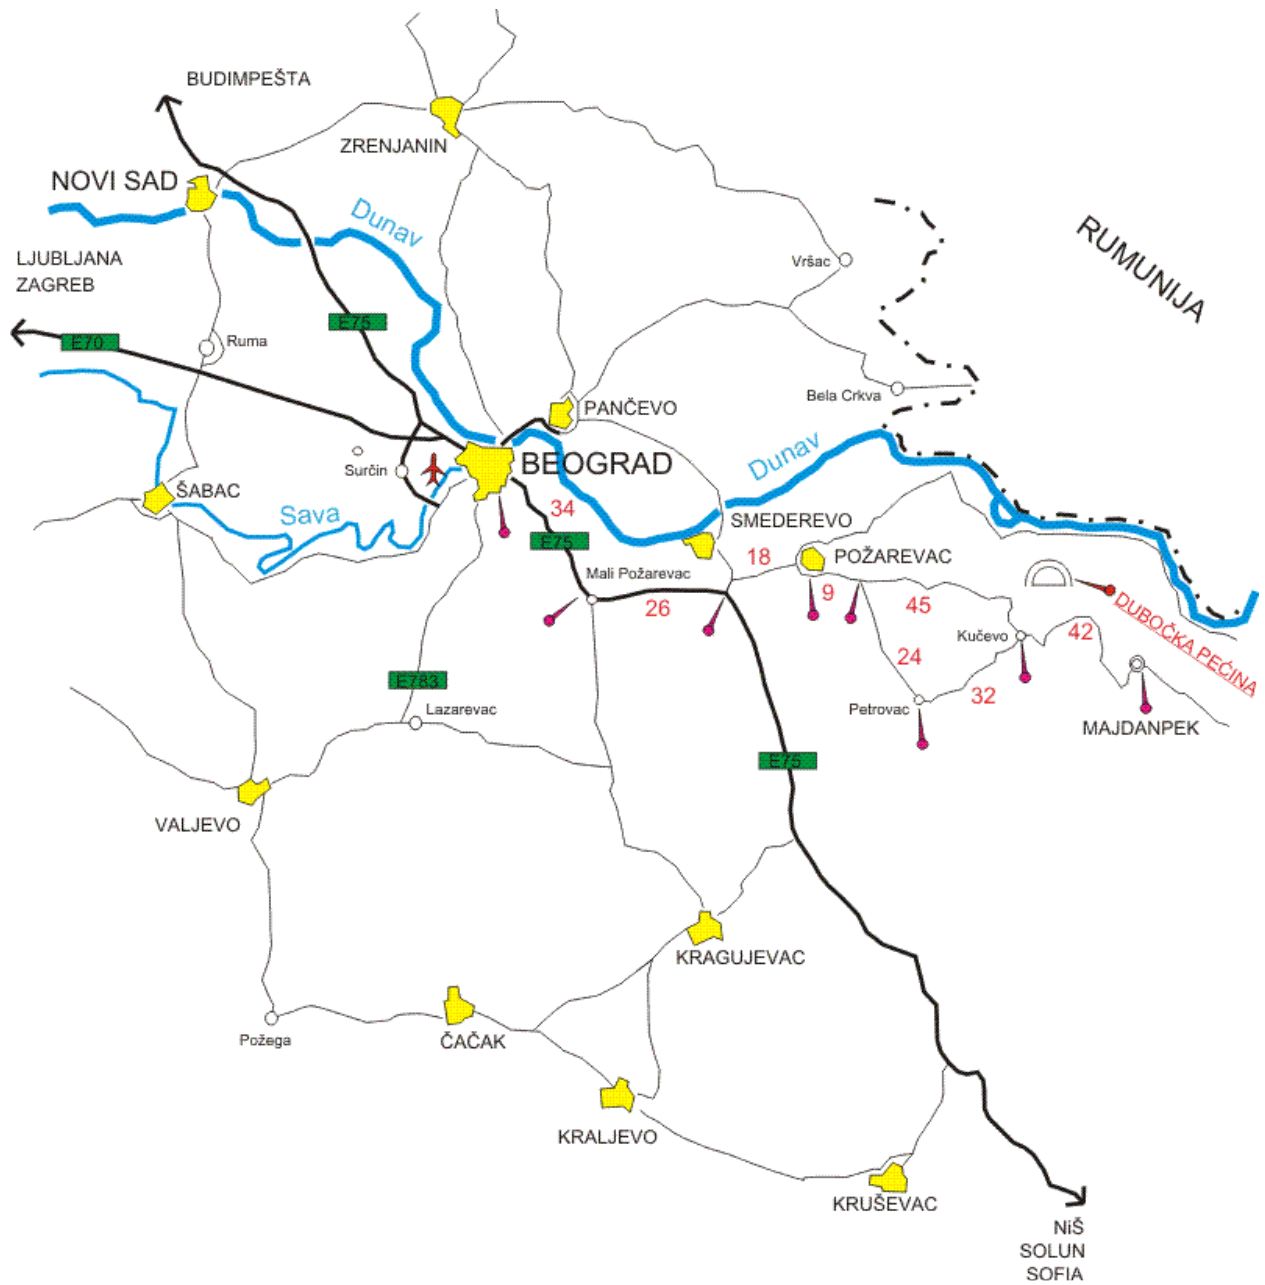 BUDIMPEŠTA
ZRENJANIN
NOVI SAD
Dunav
LJUBLJANA
ZAGREB
RUMUNIJA
Vršac
E75
E70
Ruma
Bela Crkva
PANČEVO
Dunav
Surčin
BEOGRAD
ŠABAC
Sava
34
SMEDEREVO
E75
18
POŽAREVAC
Mali Požarevac
26
9
45
DUBOČKA PEĆINA
Kučevo
42
24
32
E783
Lazarevac
Petrovac
MAJDANPEK
E75
VALJEVO
KRAGUJEVAC
Požega
ČAČAK
KRALJEVO
KRUŠEVAC
NiŠ
SOLUN
SOFIA